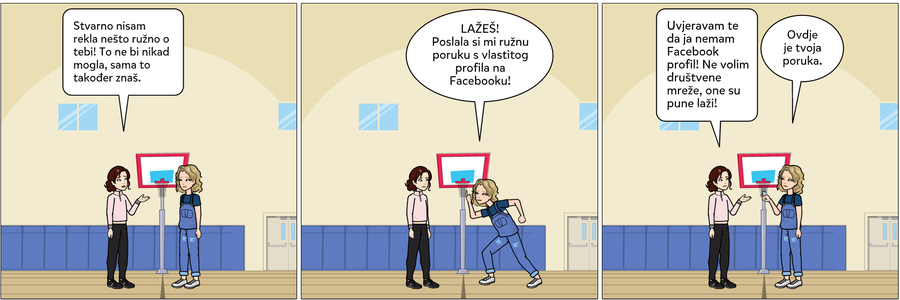 Stvarno nisam
rekla nešto ružno o
tebi! To ne bi nikad
mogla, sama to
također znaš.
LAŽEŠ!
Poslala si mi ružnu
poruku s vlastitog
profila na
Facebooku!
Uvjeravam te
da ja nemam
Facebook
profil! Ne volim
društvene
mreže, one su
pune laži!
Ovdje
je tvoja
poruka.